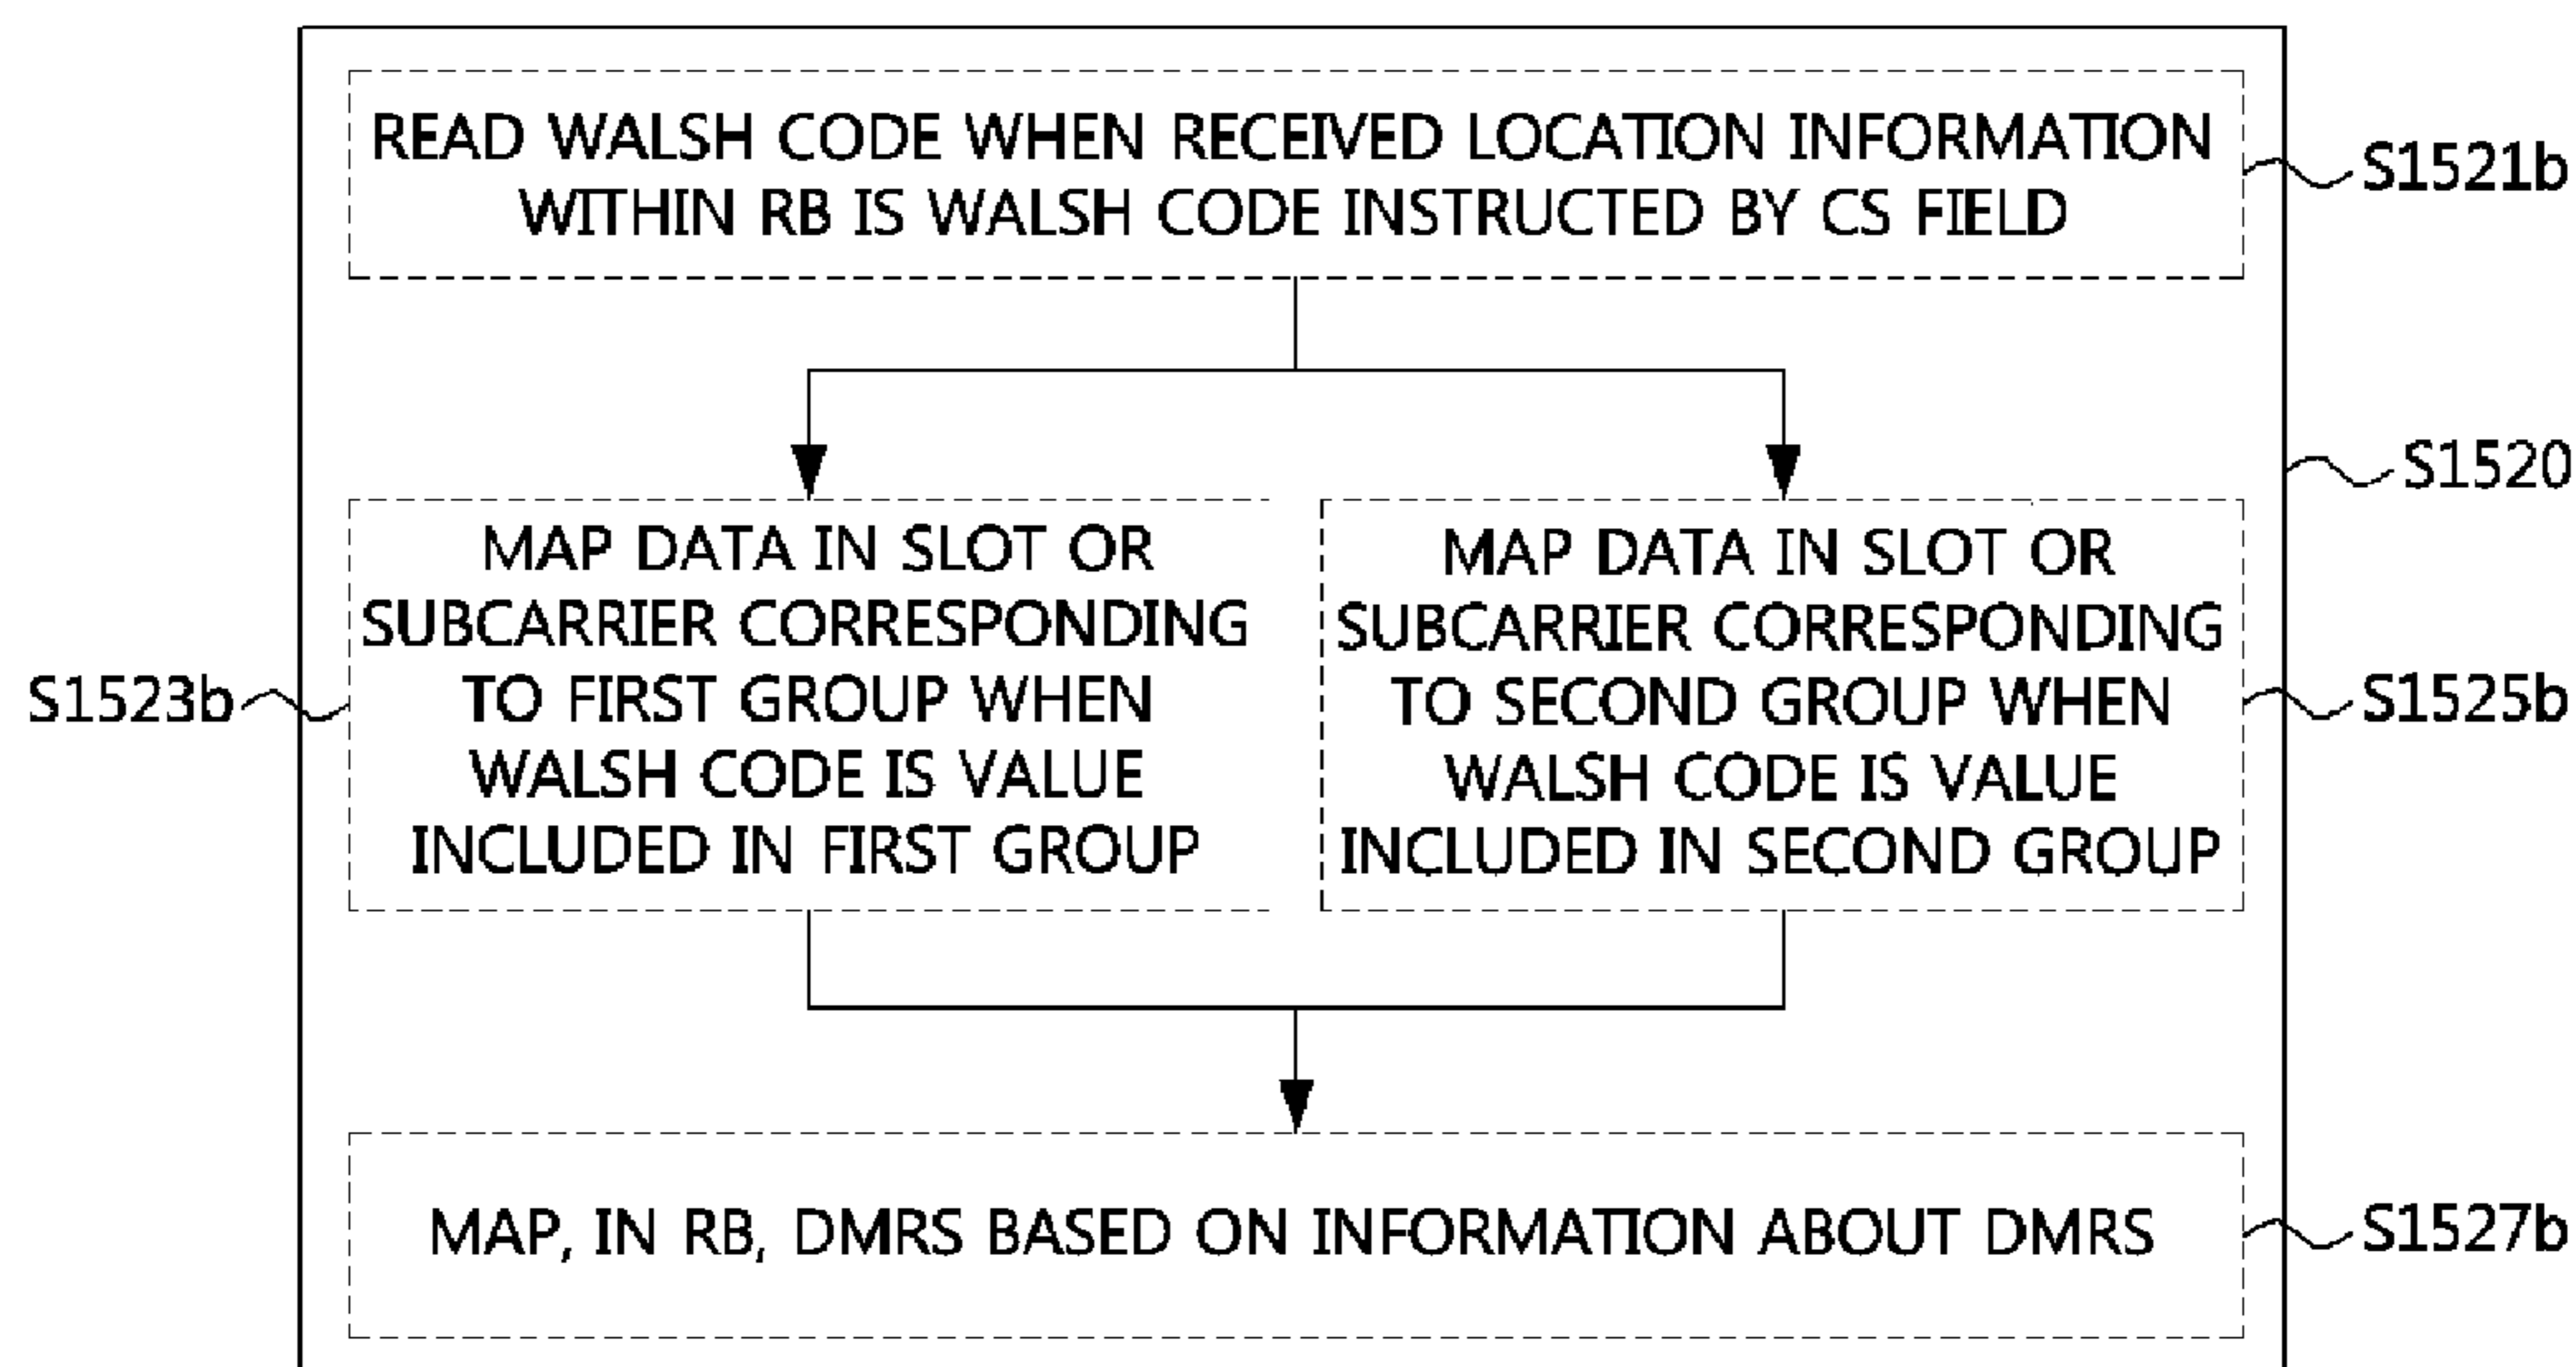 READ WALSH CODE WHEN RECEIVED LOCATION INFORMATION
WITHIN RB IS WALSH CODE INSTRUCTED BY CS FIELD
S1521b
S1520
MAP DATA IN SLOT OR
SUBCARRIER CORRESPONDING
TO FIRST GROUP WHEN
WALSH CODE IS VALUE
INCLUDED IN FIRST GROUP
S1523b
MAP DATA IN SLOT OR
SUBCARRIER CORRESPONDING
TO SECOND GROUP WHEN
WALSH CODE IS VALUE
INCLUDED IN SECOND GROUP
S1525b
MAP, IN RB, DMRS BASED ON INFORMATION ABOUT DMRS
S1527b